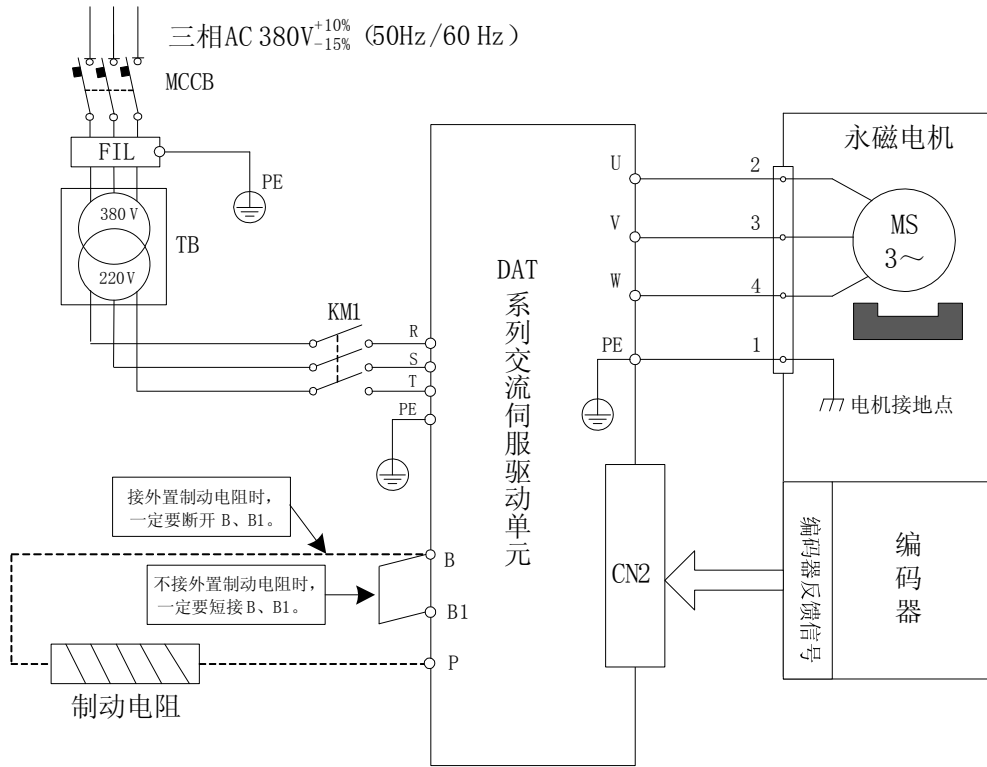 三相AC 380V +10% -15% (50Hz/60 Hz)
MCCB
FIL
PE
380 V
220 V
TB
KM1
R
S
T
PE
DAT
系列交流伺服驱动单元
U
V
W
PE
2
3
4
1
永磁电机
MS
3～
电机接地点
接外置制动电阻时，
一定要断开 B、B1。
不接外置制动电阻时，
一定要短接 B、B1。
B
B1
P
制动电阻
CN2
编码器反馈信号
编码器